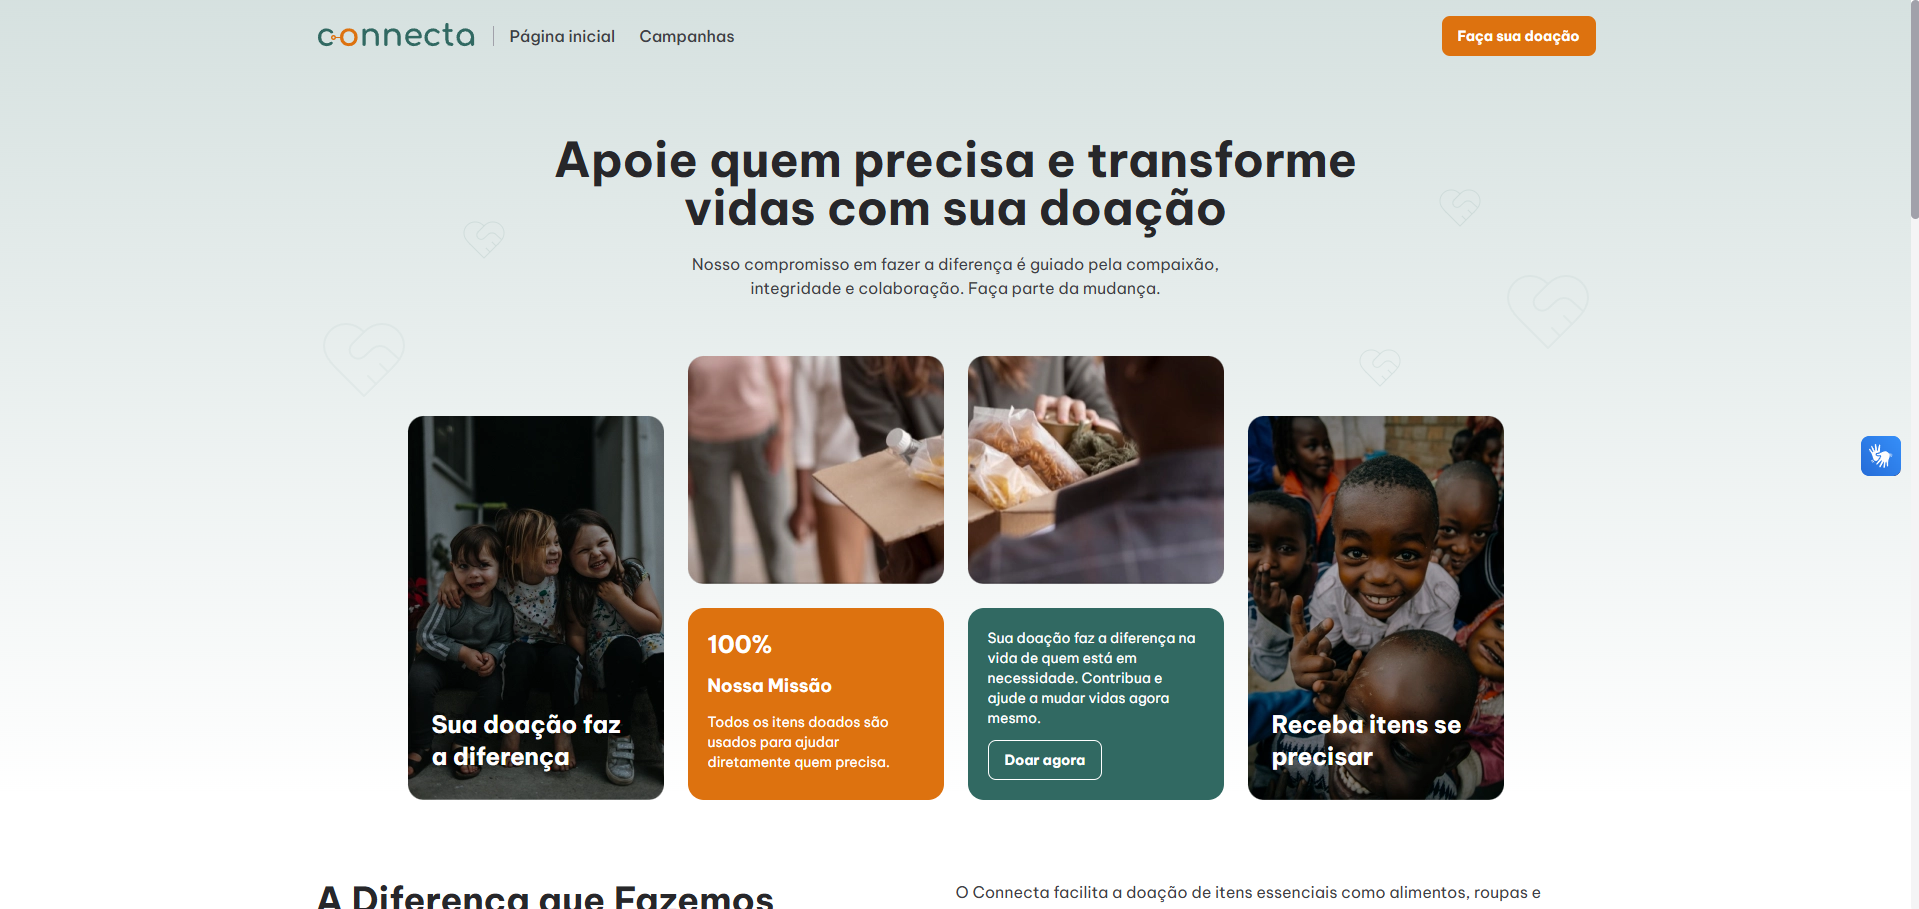 connecta
Página inicial
Campanhas
Faça sua doação
Apoie quem precisa e transforme
vidas com sua doação
Nosso compromisso em fazer a diferença é guiado pela compaixão,
integridade e colaboração. Faça parte da mudança.
Sua doação faz
a diferença
100%
Nossa Missão
Todos os itens doados são
usados para ajudar
diretamente quem precisa.
Sua doação faz a diferença na
vida de quem está em
necessidade. Contribua e
ajude a mudar vidas agora
mesmo.
Doar agora
Receba itens se
precisar
A Diferença que Fazemos
O Connecta facilita a doação de itens essenciais como alimentos, roupas e